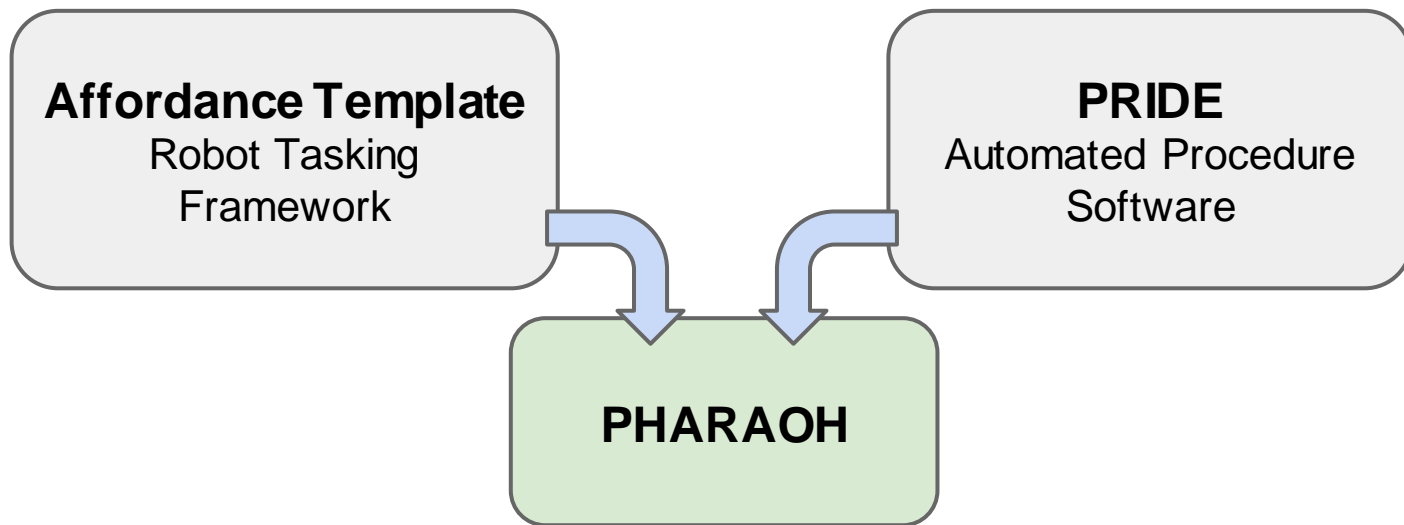 Affordance Template
Robot Tasking
Framework
PRIDE
Automated Procedure
Software
PHARAOH